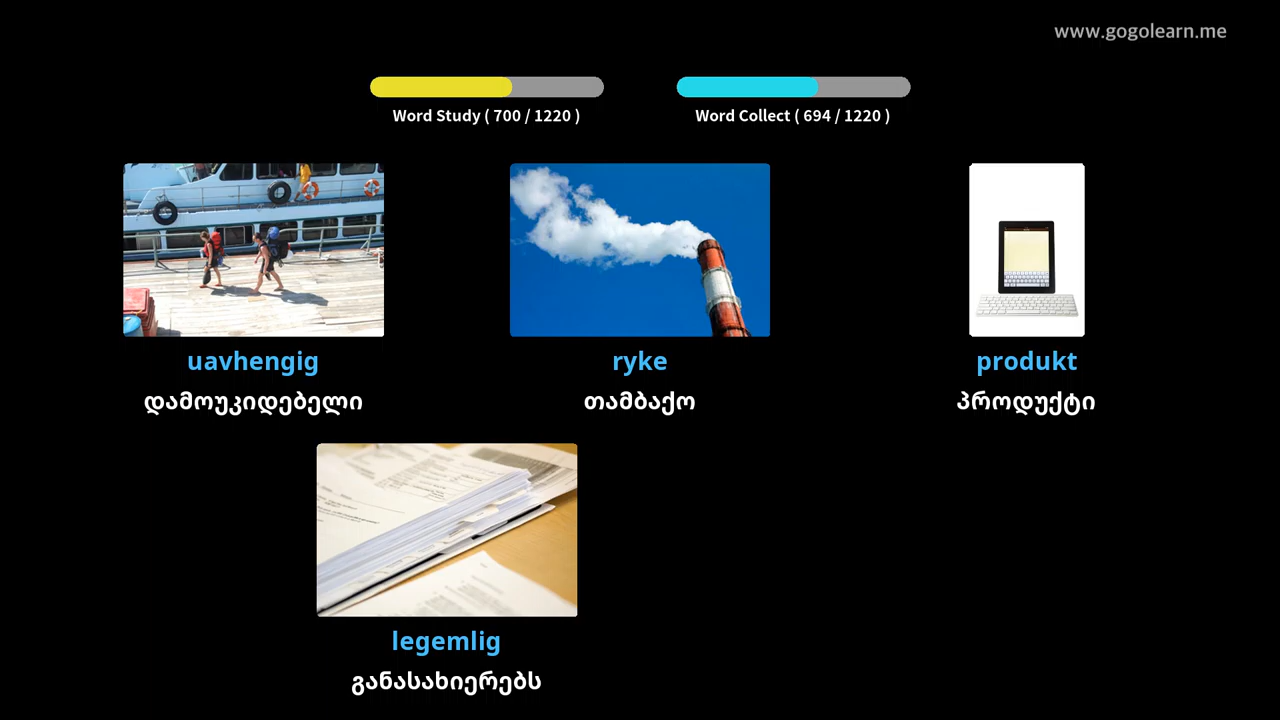 www.gogolearn.me
Word Study ( 700 / 1220 )
Word Collect ( 694 / 1220 )
uavhengig
ryke
produkt
დამოუკიდებელი
თამბაქო
პროდუქტი
legemlig
განასახიერებს